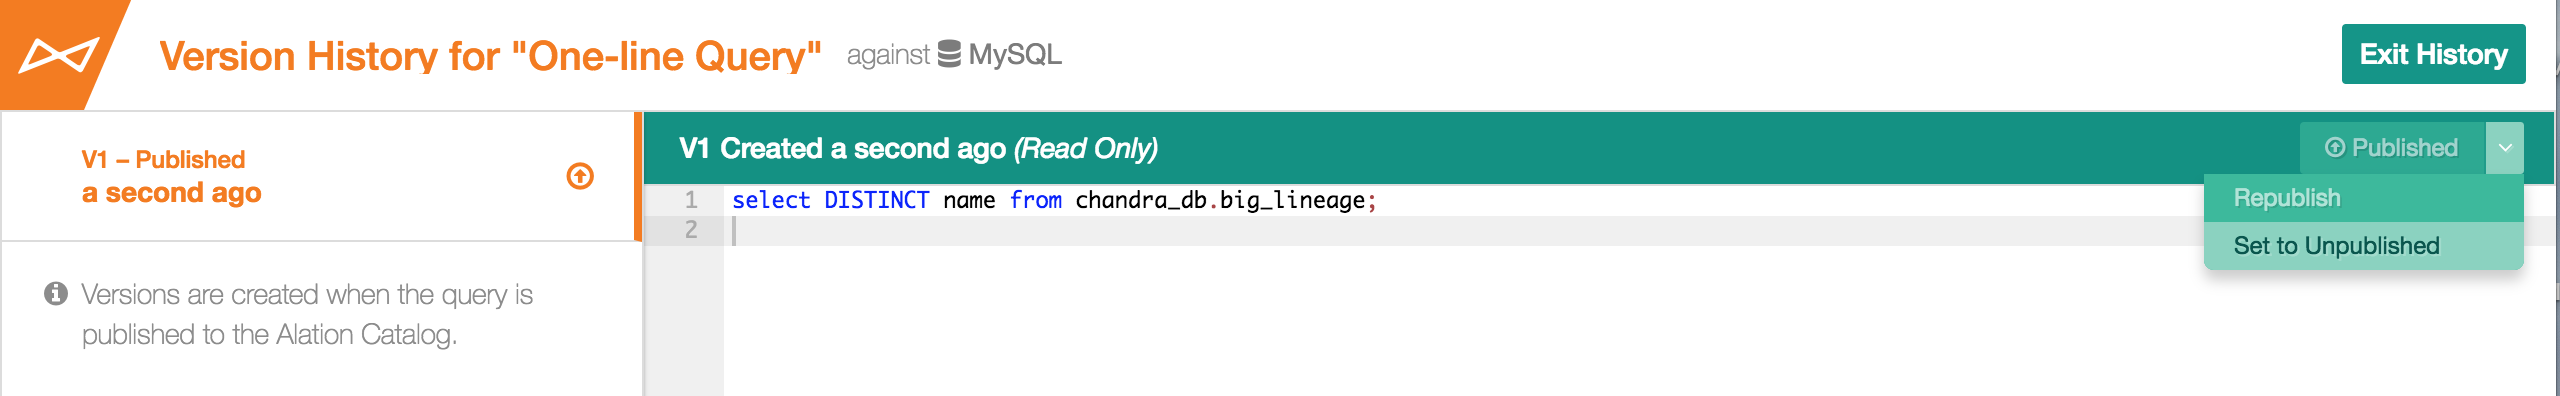 Version History for "One-line Query" against MySQL
Exit History
V1 – Published
a second ago
V1 Created a second ago (Read Only)
Published
Republish
Set to Unpublished
1 select DISTINCT name from chandra_db.big_lineage;
2
Versions are created when the query is
published to the Alation Catalog.